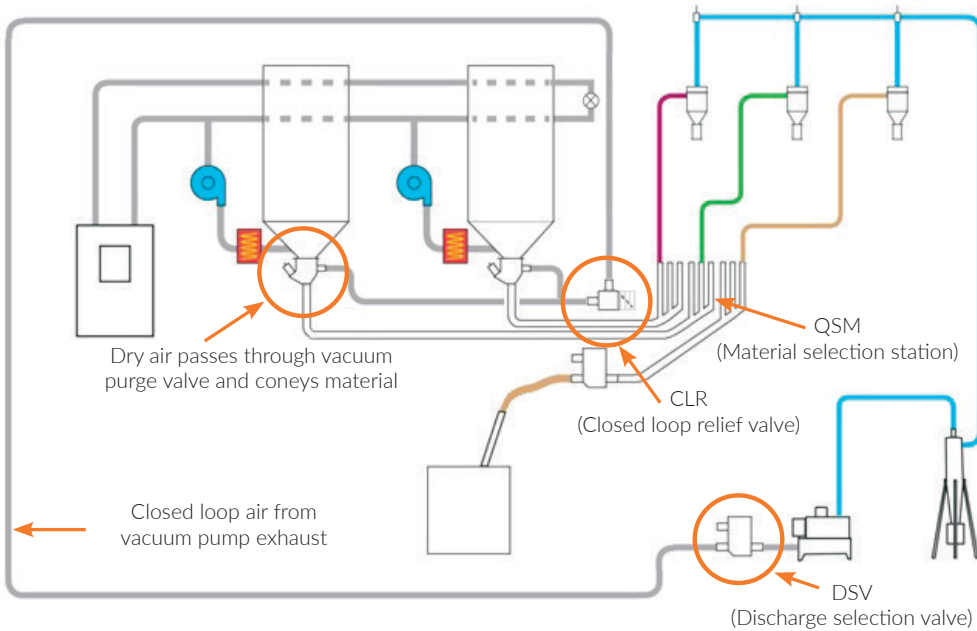 QSM
(Material selection station)
Dry air passes through vacuum
purge valve and coneys material
CLR
(Closed loop relief valve)
Closed loop air from
vacuum pump exhaust
DSV
(Discharge selection valve)